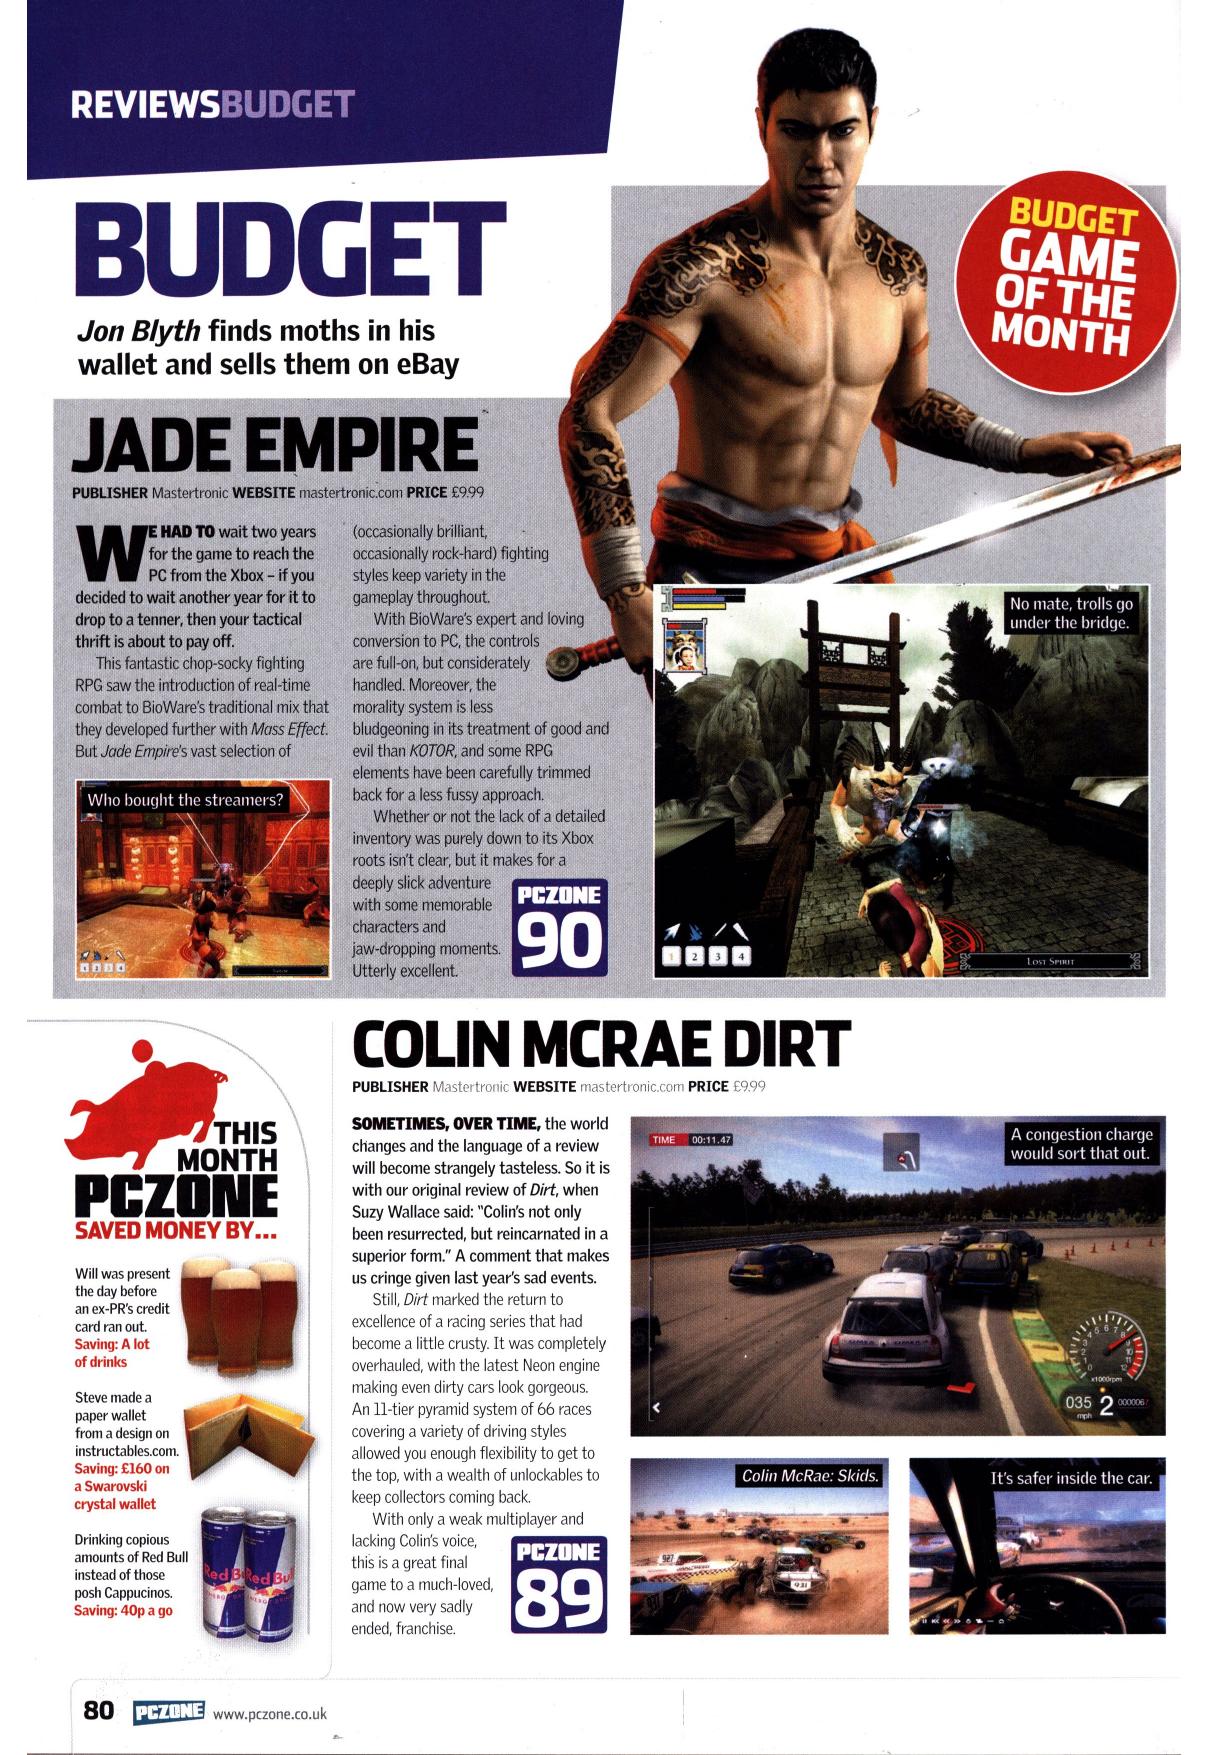 REVIEWSBUDGET
BUDGET
Jon Blyth finds moths in his
wallet and sells them on eBay
BUDGET
GAME
OF THE
MONTH
JADE EMPIRE
PUBLISHER Mastertronic WEBSITE mastertronic.com PRICE £9.99
WE HAD TO wait two years
for the game to reach the
PC from the Xbox – if you
decided to wait another year for it to
drop to a tenner, then your tactical
thrift is about to pay off.
This fantastic chop-socky fighting
RPG saw the introduction of real-time
combat to BioWare's traditional mix that
they developed further with Mass Effect.
But Jade Empire's vast selection of
(occasionally brilliant,
occasionally rock-hard) fighting
styles keep variety in the
gameplay throughout.
With BioWare's expert and loving
conversion to PC, the controls
are full-on, but considerately
handled. Moreover, the
morality system is less
bludgeoning in its treatment of good and
evil than KOTOR, and some RPG
elements have been carefully trimmed
back for a less fussy approach.
Whether or not the lack of a detailed
inventory was purely down to its Xbox
roots isn't clear, but it makes for a
deeply slick adventure
with some memorable
characters and
jaw-dropping moments.
Utterly excellent.
PCZONE
90
Who bought the streamers?
1 2 3 4
No mate, trolls go
under the bridge.
1 2 3 4
LOST SPIRIT
THIS
MONTH
PCZONE
SAVED MONEY BY...
Will was present
the day before
an ex-PR's credit
card ran out.
Saving: A lot
of drinks
Steve made a
paper wallet
from a design on
instructables.com.
Saving: £160 on
a Swarovski
crystal wallet
Drinking copious
amounts of Red Bull
instead of those
posh Cappucinos.
Saving: 40p a go
Red Bull
Red Bull
COLIN MCRAE DIRT
PUBLISHER Mastertronic WEBSITE mastertronic.com PRICE £9.99
SOMETIMES, OVER TIME, the world
changes and the language of a review
will become strangely tasteless. So it is
with our original review of Dirt, when
Suzy Wallace said: "Colin's not only
been resurrected, but reincarnated in a
superior form." A comment that makes
us cringe given last year's sad events.
Still, Dirt marked the return to
excellence of a racing series that had
become a little crusty. It was completely
overhauled, with the latest Neon engine
making even dirty cars look gorgeous.
An 11-tier pyramid system of 66 races
covering a variety of driving styles
allowed you enough flexibility to get to
the top, with a wealth of unlockables to
keep collectors coming back.
With only a weak multiplayer and
lacking Colin's voice,
this is a great final
game to a much-loved,
and now very sadly
ended, franchise.
PCZONE
89
TIME 00:11.47
A congestion charge
would sort that out.
x1000rpm
035 mph 2
Colin McRae: Skids.
927
931
It's safer inside the car.
80 PCZONE www.pczone.co.uk